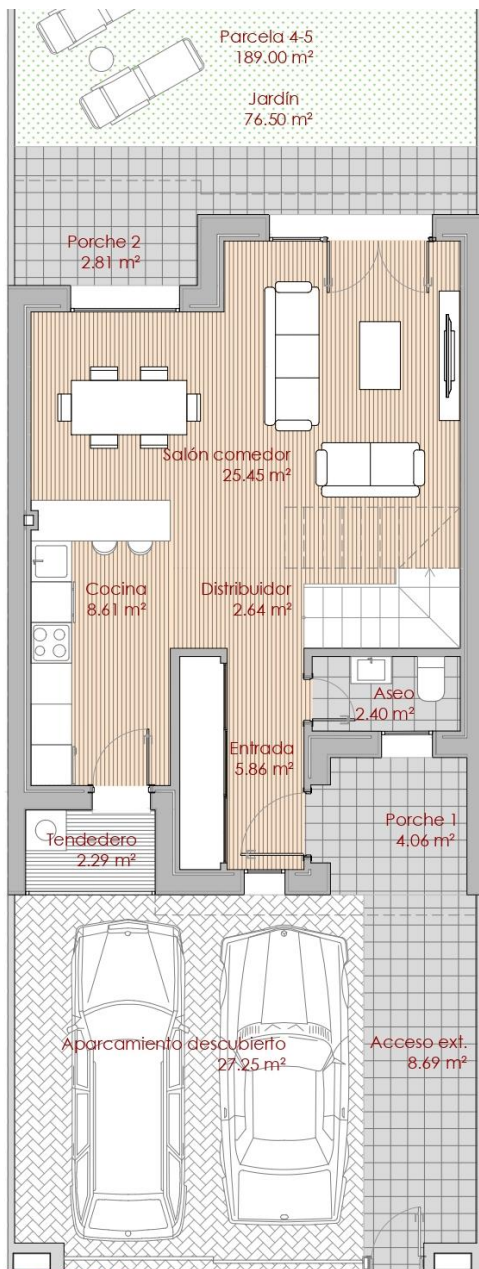 Parcela 4-5
189.00 m²
Jardín
76.50 m²
Porche 2
2.81 m²
Salón comedor
25.45 m²
Cocina
8.61 m²
Distribuidor
2.64 m²
Aseo
2.40 m²
Entrada
5.86 m²
Porche 1
4.06 m²
Tendedero
2.29 m²
Aparcamiento descubierto
27.25 m²
Acceso ext.
8.69 m²